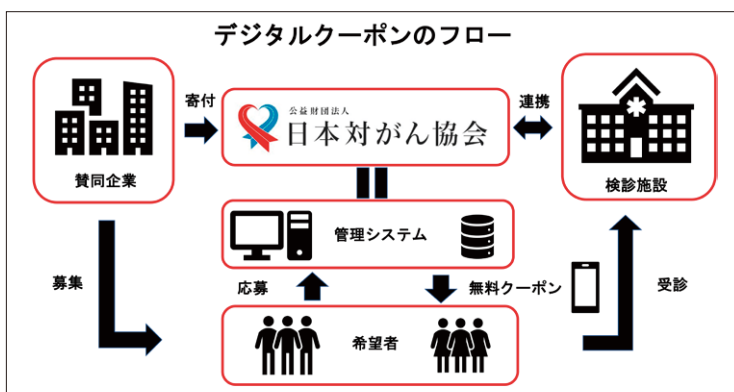 デジタルクーポンのフロー
賛同企業
寄付
公益財団法人
日本対がん協会
連携
検診施設
管理システム
募集
応募
無料クーポン
受診
希望者